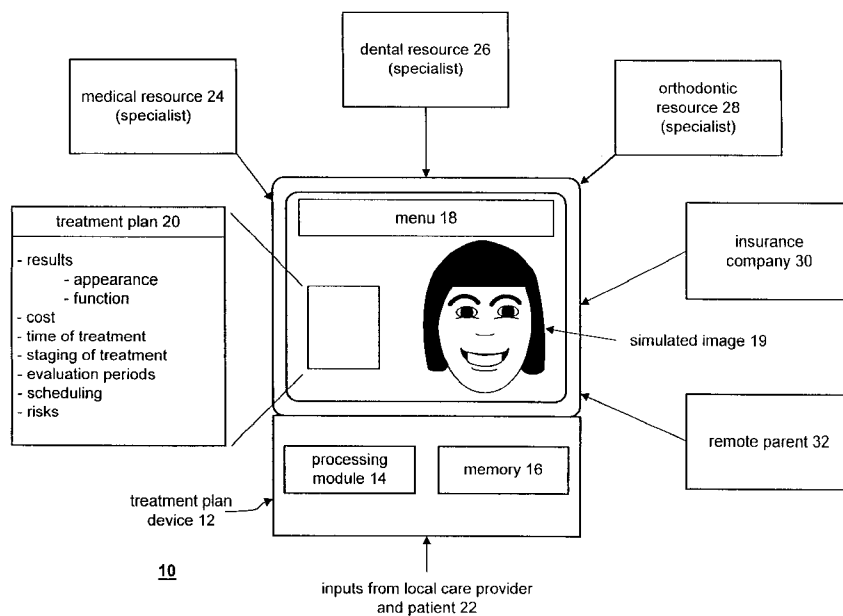 dental resource 26
(specialist)
medical resource 24
(specialist)
orthodontic
resource 28
(specialist)
treatment plan 20
- results
- appearance
- function
- cost
- time of treatment
- staging of treatment
- evaluation periods
- scheduling
- risks
menu 18
insurance
company 30
simulated image 19
remote parent 32
processing
module 14
memory 16
treatment plan
device 12
10
inputs from local care provider
and patient 22